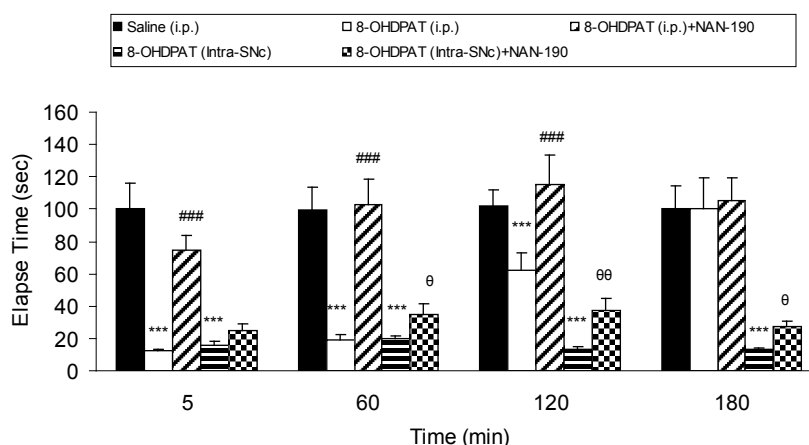 Saline (i.p.) 8-OHDPAT (i.p.) 8-OHDPAT (i.p.)+NAN-190
8-OHDPAT (Intra-SNc) 8-OHDPAT (Intra-SNc)+NAN-190
160
140
120
100
80
60
40
20
0
Elapse Time (sec)
*** ### ***
*** ### *** θ
*** ### *** θθ
*** θ
5 60 120 180
Time (min)